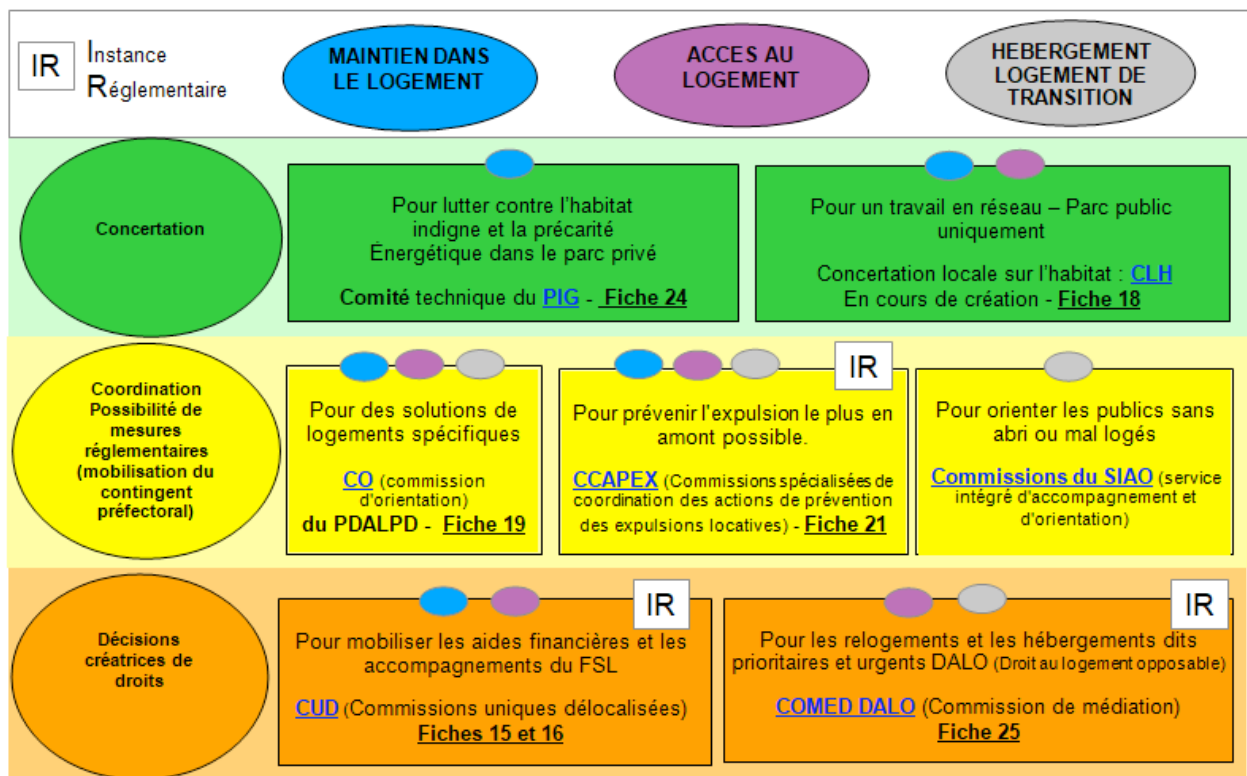 IR
Instance
Réglementaire
MAINTIEN DANS
LE LOGEMENT
ACCES AU
LOGEMENT
HEBERGEMENT
LOGEMENT DE
TRANSITION
Concertation
Pour lutter contre l'habitat
indigne et la précarité
Énergétique dans le parc privé
Comité technique du PIG - Fiche 24
Pour un travail en réseau – Parc public
uniquement
Concertation locale sur l'habitat : CLH
En cours de création - Fiche 18
Coordination
Possibilité de
mesures
réglementaires
(mobilisation du
contingent
préfectoral)
Pour des solutions de
logements spécifiques
CO (commission
d'orientation)
du PDALPD - Fiche 19
IR
Pour prévenir l'expulsion le plus en
amont possible.
CCAPEX (Commissions spécialisées de
coordination des actions de prévention
des expulsions locatives) - Fiche 21
Pour orienter les publics sans
abri ou mal logés
Commissions du SIAO (service
intégré d'accompagnement et
d'orientation)
Décisions
créatrices de
droits
IR
Pour mobiliser les aides financières et les
accompagnements du FSL
CUD (Commissions uniques délocalisées)
Fiches 15 et 16
IR
Pour les relogements et les hébergements dits
prioritaires et urgents DALO (Droit au logement opposable)
COMED DALO (Commission de médiation)
Fiche 25